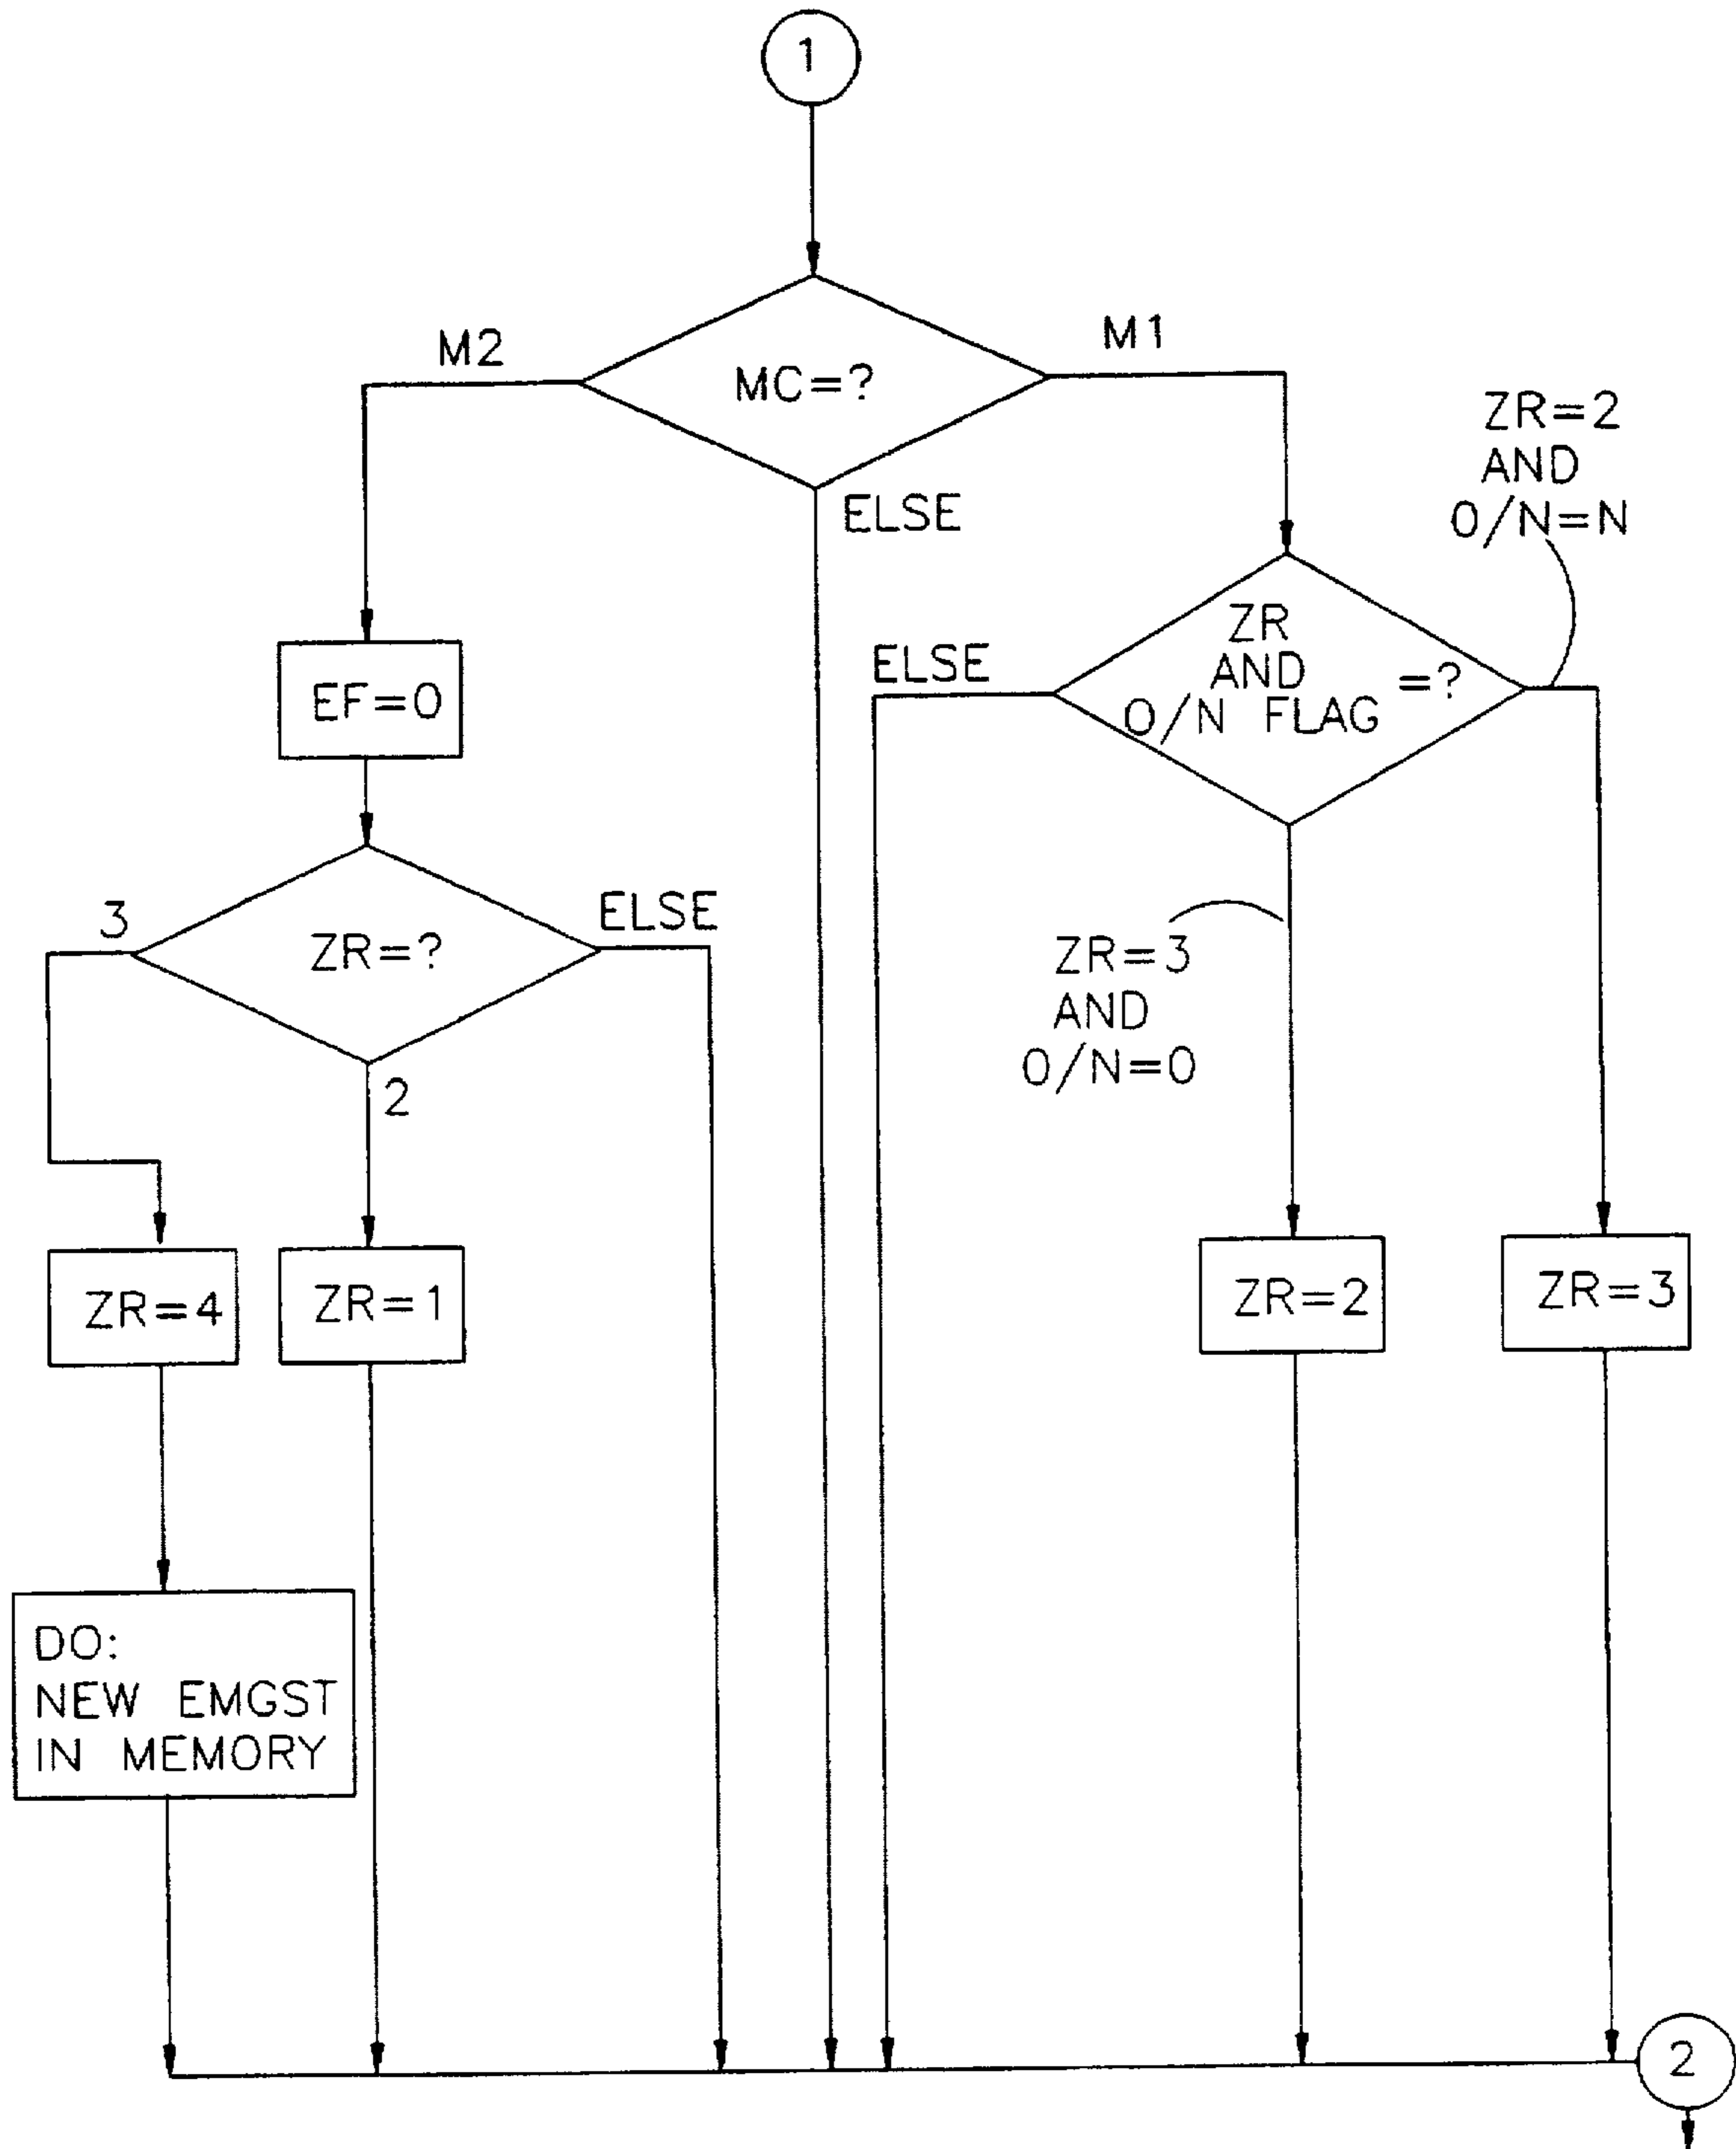 1
M2
MC=?
M1
ELSE
ZR=2
AND
O/N=N
EF=0
ELSE
ZR
AND
O/N FLAG
=?
3
ZR=?
ELSE
2
ZR=3
AND
O/N=O
ZR=4
ZR=1
ZR=2
ZR=3
DO:
NEW EMGST
IN MEMORY
2